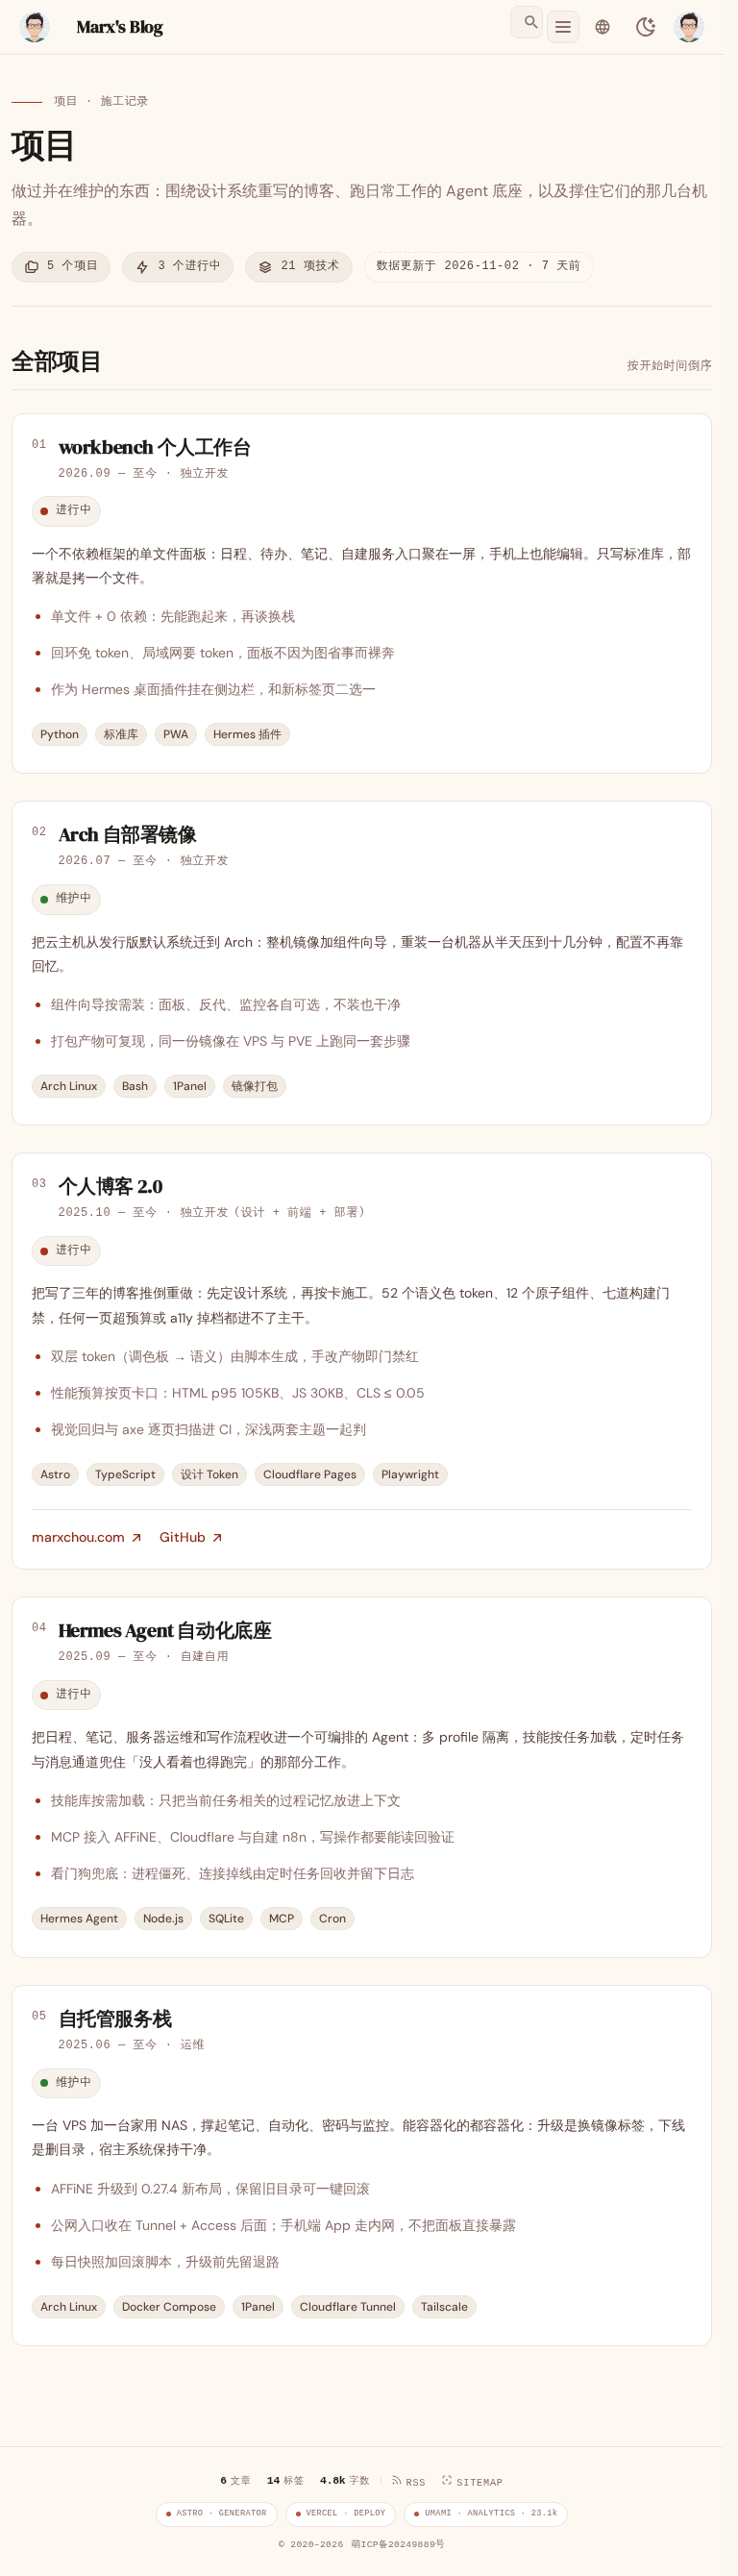 Marx's Blog
项目 · 施工记录
项目
做过并在维护的东西：围绕设计系统重写的博客、跑日常工作的 Agent 底座，以及撑住它们的那几台机
器。
5 个项目
3 个进行中
21 项技术
数据更新于 2026-11-02 · 7 天前
全部项目
按开始时间倒序
01 workbench 个人工作台
2026.09 — 至今 · 独立开发
进行中
一个不依赖框架的单文件面板：日程、待办、笔记、自建服务入口聚在一屏，手机上也能编辑。只写标准库，部
署就是拷一个文件。
单文件 + 0 依赖：先能跑起来，再谈换栈
回环免 token、局域网要 token，面板不因为图省事而裸奔
作为 Hermes 桌面插件挂在侧边栏，和新标签页二选一
Python 标准库 PWA Hermes 插件
02 Arch 自部署镜像
2026.07 — 至今 · 独立开发
维护中
把云主机从发行版默认系统迁到 Arch：整机镜像加组件向导，重装一台机器从半天压到十几分钟，配置不再靠
回忆。
组件向导按需装：面板、反代、监控各自可选，不装也干净
打包产物可复现，同一份镜像在 VPS 与 PVE 上跑同一套步骤
Arch Linux Bash 1Panel 镜像打包
03 个人博客 2.0
2025.10 — 至今 · 独立开发（设计 + 前端 + 部署）
进行中
把写了三年的博客推倒重做：先定设计系统，再按卡施工。52 个语义色 token、12 个原子组件、七道构建门
禁，任何一页超预算或 a11y 掉档都进不了主干。
双层 token（调色板 → 语义）由脚本生成，手改产物即门禁红
性能预算按页卡口：HTML p95 105KB、JS 30KB、CLS ≤ 0.05
视觉回归与 axe 逐页扫描进 CI，深浅两套主题一起判
Astro TypeScript 设计 Token Cloudflare Pages Playwright
marxchou.com ↗ GitHub ↗
04 Hermes Agent 自动化底座
2025.09 — 至今 · 自建自用
进行中
把日程、笔记、服务器运维和写作流程收进一个可编排的 Agent：多 profile 隔离，技能按任务加载，定时任务
与消息通道兜住「没人看着也得跑完」的那部分工作。
技能库按需加载：只把当前任务相关的过程记忆放进上下文
MCP 接入 AFFiNE、Cloudflare 与自建 n8n，写操作都要能读回验证
看门狗兜底：进程僵死、连接掉线由定时任务回收并留下日志
Hermes Agent Node.js SQLite MCP Cron
05 自托管服务栈
2025.06 — 至今 · 运维
维护中
一台 VPS 加一台家用 NAS，撑起笔记、自动化、密码与监控。能容器化的都容器化：升级是换镜像标签，下线
是删目录，宿主系统保持干净。
AFFiNE 升级到 0.27.4 新布局，保留旧目录可一键回滚
公网入口收在 Tunnel + Access 后面；手机端 App 走内网，不把面板直接暴露
每日快照加回滚脚本，升级前先留退路
Arch Linux Docker Compose 1Panel Cloudflare Tunnel Tailscale
6 文章 14 标签 4.8k 字数 RSS SITEMAP
ASTRO · GENERATOR VERCEL · DEPLOY UMAMI · ANALYTICS · 23.1k
© 2020–2026 萌ICP备20249889号